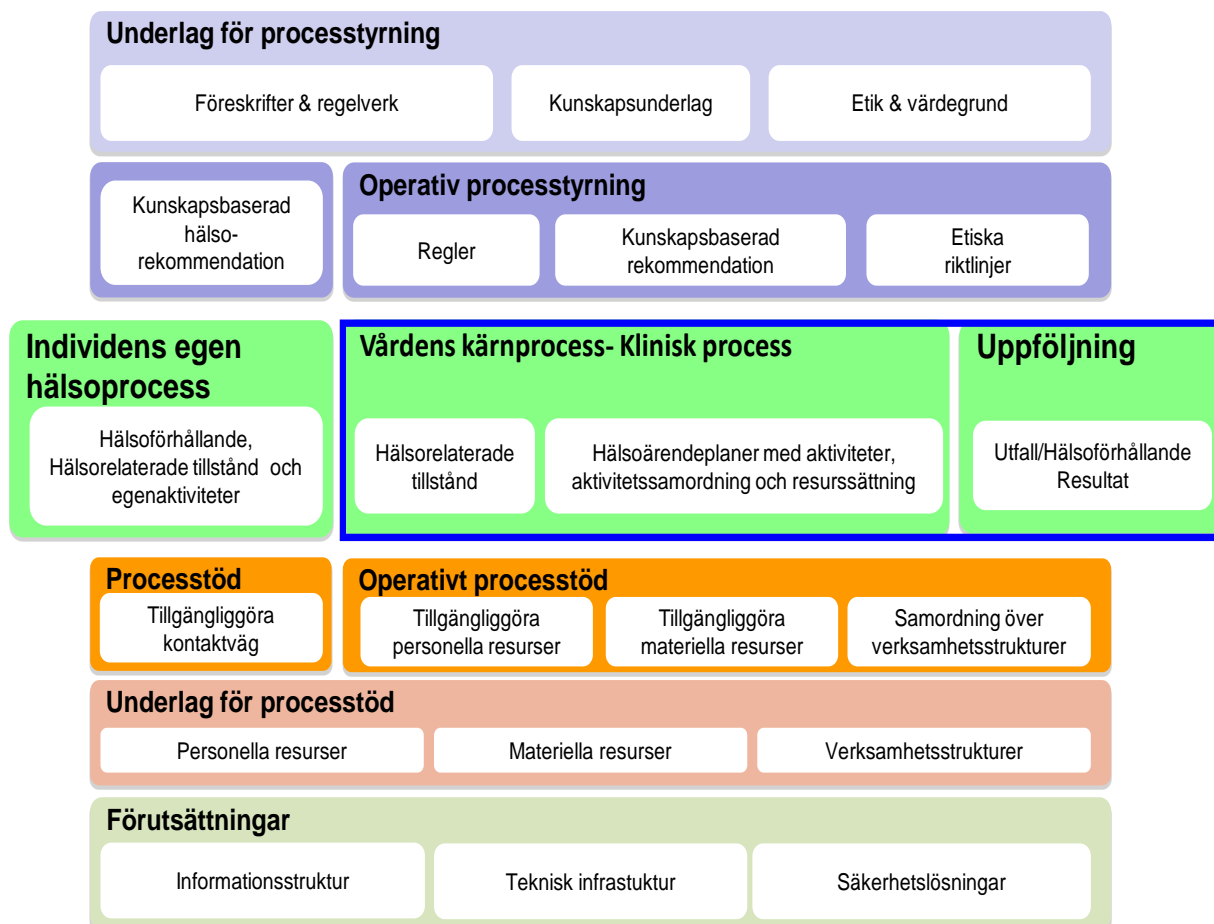 Underlag för processtyrning
Föreskrifter & regelverk
Kunskapsunderlag
Etik & värdegrund
Kunskapsbaserad
hälso-
rekommendation
Operativ processtyrning
Regler
Kunskapsbaserad
rekommendation
Etiska
riktlinjer
Individens egen
hälsoprocess
Hälsoförhållande,
Hälsorelaterade tillstånd och
egenaktiviteter
Vårdens kärnprocess- Klinisk process
Hälsorelaterade
tillstånd
Hälsoärendeplaner med aktiviteter,
aktivitetssamordning och resurssättning
Uppföljning
Utfall/Hälsoförhållande
Resultat
Processtöd
Tillgängliggöra
kontaktväg
Operativt processtöd
Tillgängliggöra
personella resurser
Tillgängliggöra
materiella resurser
Samordning över
verksamhetsstrukturer
Underlag för processtöd
Personella resurser
Materiella resurser
Verksamhetsstrukturer
Förutsättningar
Informationsstruktur
Teknisk infrastuktur
Säkerhetslösningar